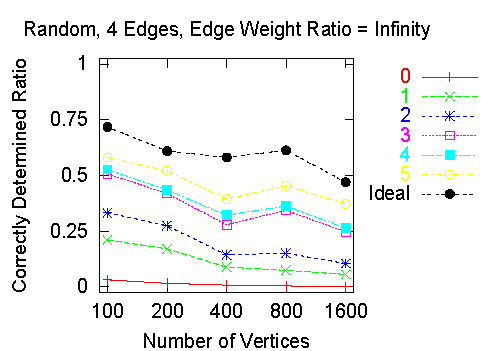 Random, 4 Edges, Edge Weight Ratio = Infinity
Correctly Determined Ratio
1
0.75
0.5
0.25
0
100 200 400 800 1600
Number of Vertices
0
1
2
3
4
5
Ideal